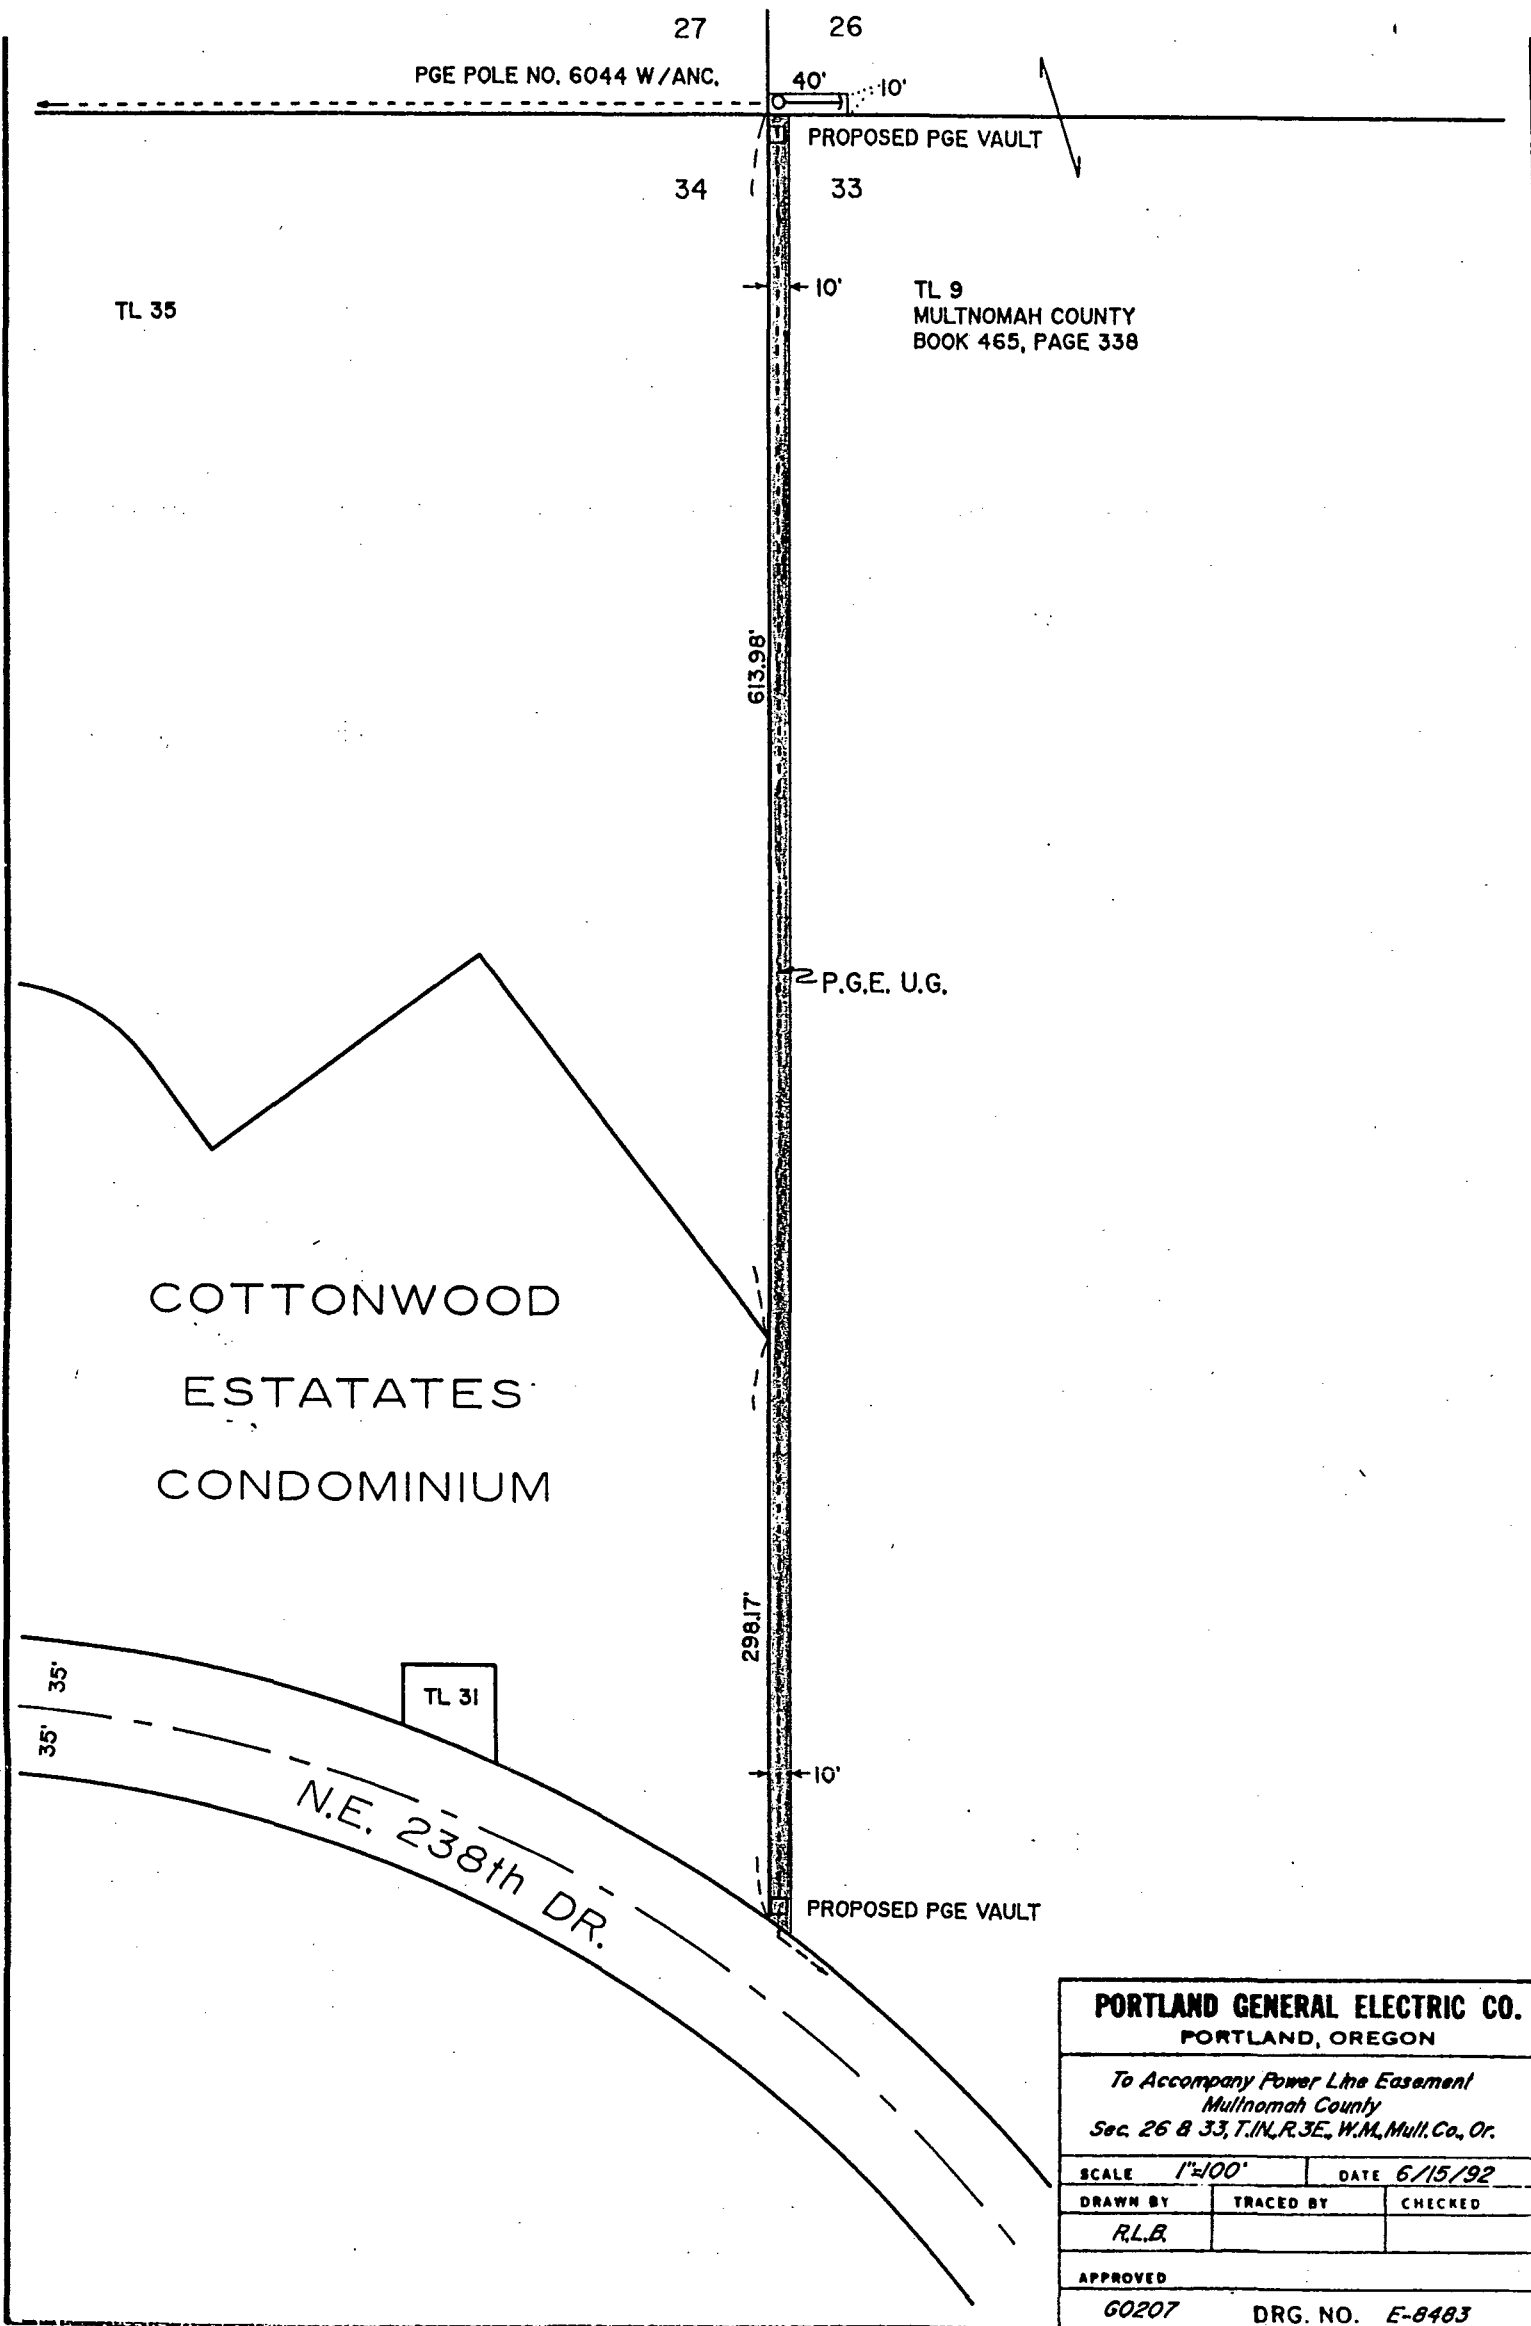 27 26
PGE POLE NO. 6044 W/ANC.
40' 10'
PROPOSED PGE VAULT
34 33
10'
TL 35
TL 9
MULTNOMAH COUNTY
BOOK 465, PAGE 338
613.98'
P.G.E. U.G.
COTTONWOOD
ESTATATES
CONDOMINIUM
298.17'
35'
TL 31
35'
10'
N.E. 238th DR.
PROPOSED PGE VAULT
PORTLAND GENERAL ELECTRIC CO.
PORTLAND, OREGON
To Accompany Power Line Easement
Multnomah County
Sec. 26 & 33, T.1N., R.3E., W.M., Mult. Co., Or.
SCALE 1"=100' DATE 6/15/92
DRAWN BY TRACED BY CHECKED
R.L.B.
APPROVED
G0207 DRG. NO. E-8483